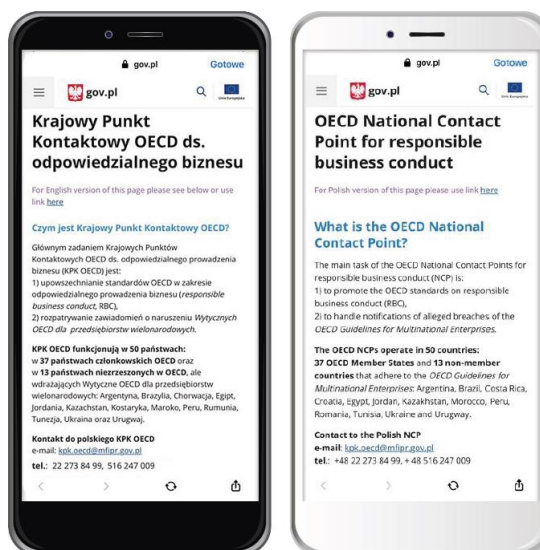 gov.pl
Gotowe
gov.pl
Krajowy Punkt
Kontaktowy OECD ds.
odpowiedzialnego biznesu
For English version of this page please see below or use
link here
Czym jest Krajowy Punkt Kontaktowy OECD?
Głównym zadaniem Krajowych Punktów
Kontaktowych OECD ds. odpowiedzialnego prowadzenia
biznesu (KPK OECD) jest:
1) upowszechnianie standardów OECD w zakresie
odpowiedzialnego prowadzenia biznesu (responsible
business conduct, RBC),
2) rozpatrywanie zawiadomień o naruszeniu Wytycznych
OECD dla przedsiębiorstw wielonarodowych.
KPK OECD funkcjonują w 50 państwach:
w 37 państwach członkowskich OECD oraz
w 13 państwach niezrzeszonych w OECD, ale
wdrażających Wytyczne OECD dla przedsiębiorstw
wielonarodowych: Argentyna, Brazylia, Chorwacja, Egipt,
Jordania, Kazachstan, Kostaryka, Maroko, Peru, Rumunia,
Tunezja, Ukraina oraz Urugwaj.
Kontakt do polskiego KPK OECD
e-mail: kpk.oecd@mfipr.gov.pl
tel.: 22 273 84 99, 516 247 009
gov.pl
Gotowe
gov.pl
OECD National Contact
Point for responsible
business conduct
For Polish version of this page please use link here
What is the OECD National
Contact Point?
The main task of the OECD National Contact Points for
responsible business conduct (NCP) is:
1) to promote the OECD standards on responsible
business conduct (RBC),
2) to handle notifications of alleged breaches of the
OECD Guidelines for Multinational Enterprises.
The OECD NCPs operate in 50 countries:
37 OECD Member States and 13 non-member
countries that adhere to the OECD Guidelines for
Multinational Enterprises: Argentina, Brazil, Costa Rica,
Croatia, Egypt, Jordan, Kazakhstan, Morocco, Peru,
Romania, Tunisia, Ukraine and Urugway.
Contact to the Polish NCP
e-mail: kpk.oecd@mfipr.gov.pl
tel.: +48 22 273 84 99, + 48 516 247 009